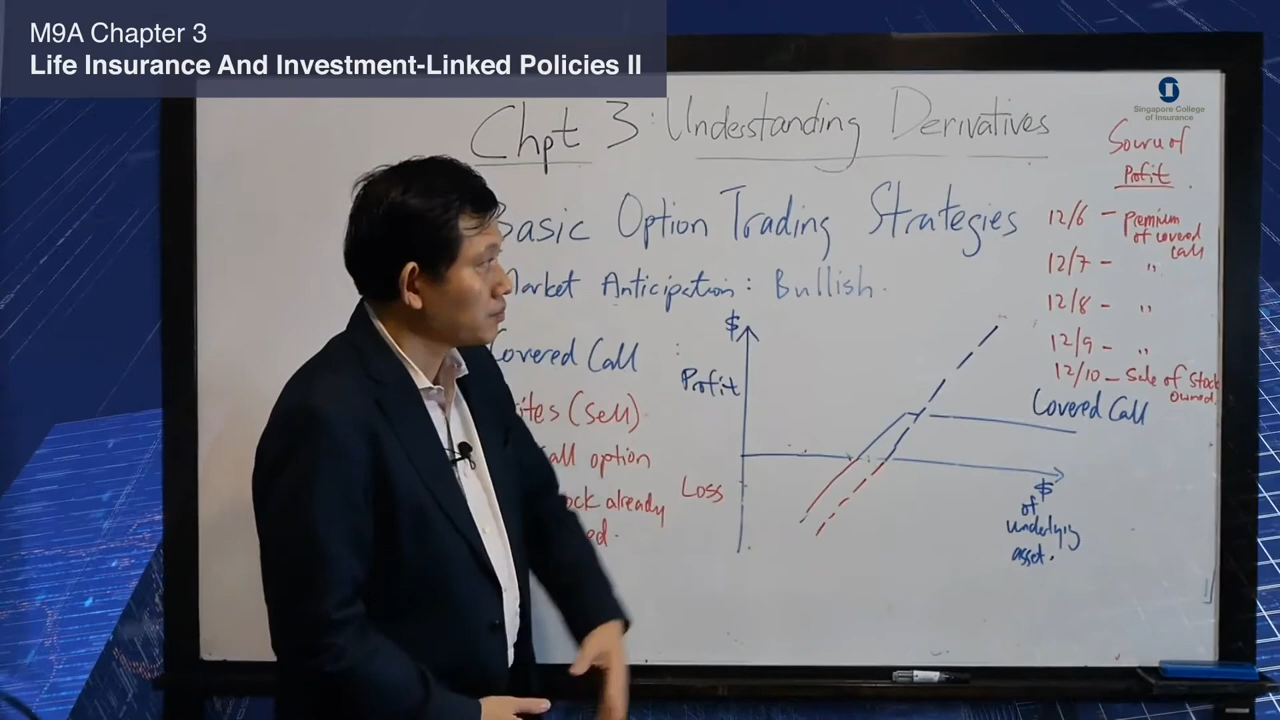 M9A Chapter 3
Life Insurance And Investment-Linked Policies II
Singapore College
of Insurance
Chpt 3: Understanding Derivatives
Basic Option Trading Strategies
Market Anticipation: Bullish.
Covered Call :
ites (sell)
all option
ock already
ed.
$
Profit
Loss
Covered Call
$
of
underlying
asset.
Source of
Profit
12/6 - premium
of covered
call
12/7 - "
12/8 - "
12/9 - "
12/10 - Sale of stock
owned.